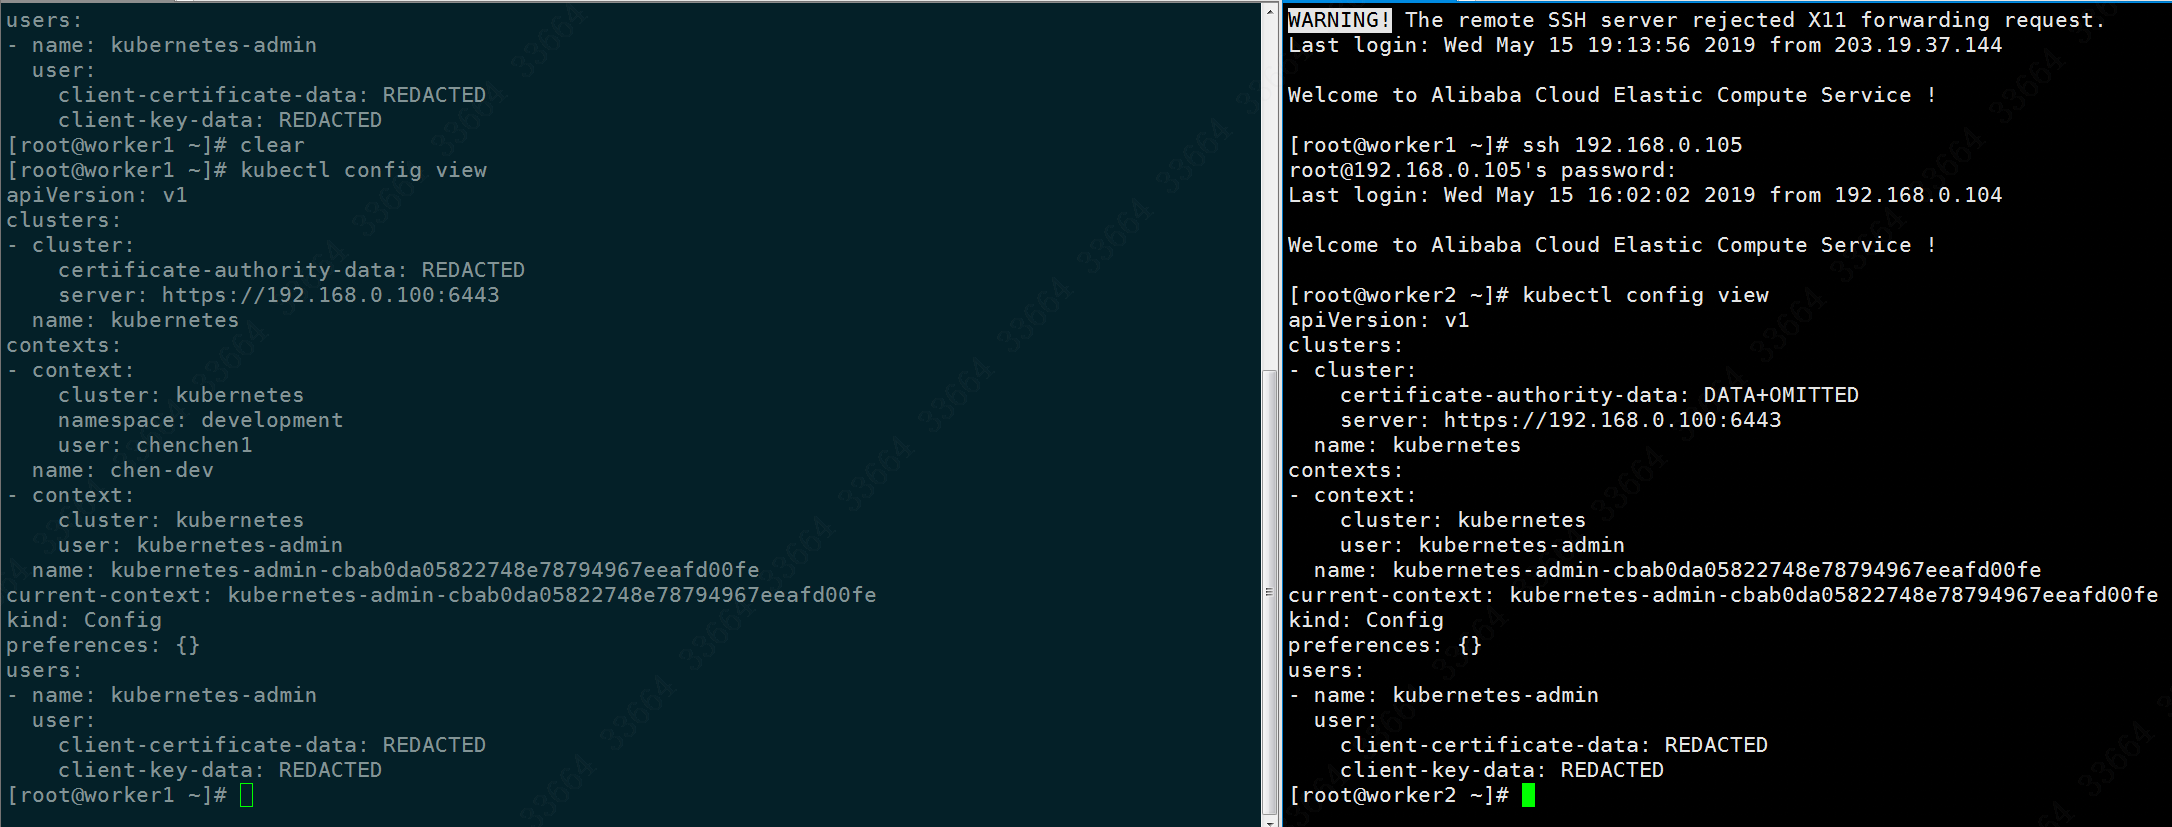 users:
- name: kubernetes-admin
  user:
    client-certificate-data: REDACTED
    client-key-data: REDACTED
[root@worker1 ~]# clear
[root@worker1 ~]# kubectl config view
apiVersion: v1
clusters:
- cluster:
    certificate-authority-data: REDACTED
    server: https://192.168.0.100:6443
  name: kubernetes
contexts:
- context:
    cluster: kubernetes
    namespace: development
    user: chenchen1
  name: chen-dev
- context:
    cluster: kubernetes
    user: kubernetes-admin
  name: kubernetes-admin-cbab0da05822748e78794967eeafd00fe
current-context: kubernetes-admin-cbab0da05822748e78794967eeafd00fe
kind: Config
preferences: {}
users:
- name: kubernetes-admin
  user:
    client-certificate-data: REDACTED
    client-key-data: REDACTED
[root@worker1 ~]#
WARNING! The remote SSH server rejected X11 forwarding request.
Last login: Wed May 15 19:13:56 2019 from 203.19.37.144
Welcome to Alibaba Cloud Elastic Compute Service !
[root@worker1 ~]# ssh 192.168.0.105
root@192.168.0.105's password:
Last login: Wed May 15 16:02:02 2019 from 192.168.0.104
Welcome to Alibaba Cloud Elastic Compute Service !
[root@worker2 ~]# kubectl config view
apiVersion: v1
clusters:
- cluster:
    certificate-authority-data: DATA+OMITTED
    server: https://192.168.0.100:6443
  name: kubernetes
contexts:
- context:
    cluster: kubernetes
    user: kubernetes-admin
  name: kubernetes-admin-cbab0da05822748e78794967eeafd00fe
current-context: kubernetes-admin-cbab0da05822748e78794967eeafd00fe
kind: Config
preferences: {}
users:
- name: kubernetes-admin
  user:
    client-certificate-data: REDACTED
    client-key-data: REDACTED
[root@worker2 ~]#
33664